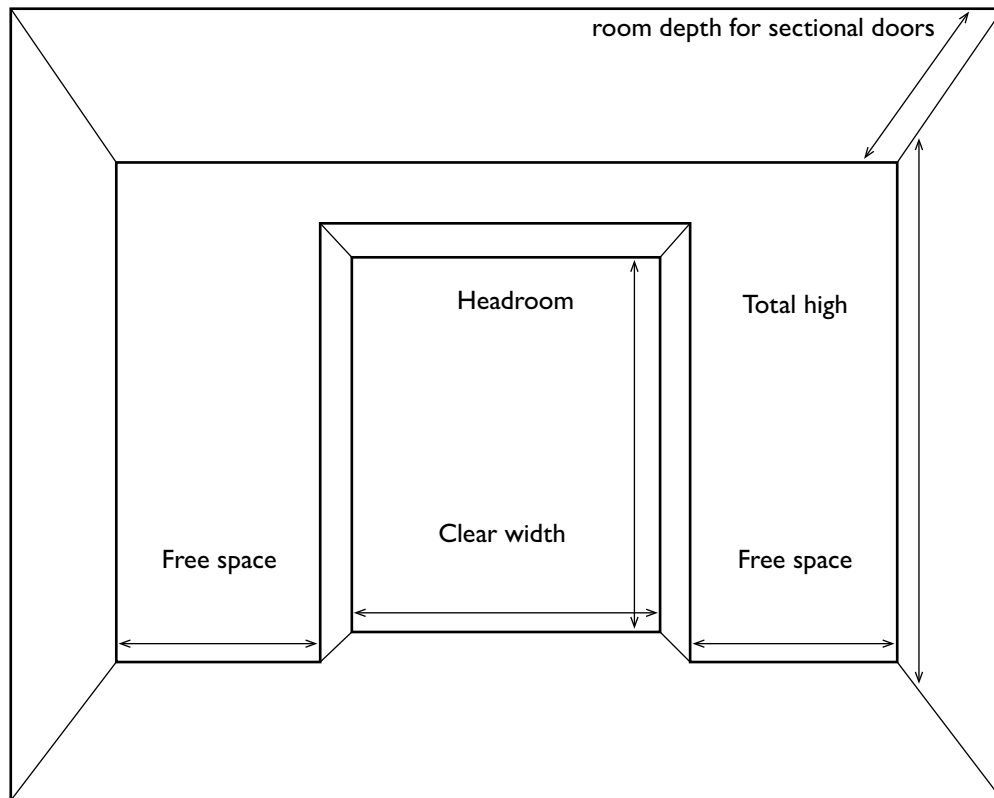 room depth for sectional doors
Headroom
Total high
Clear width
Free space
Free space